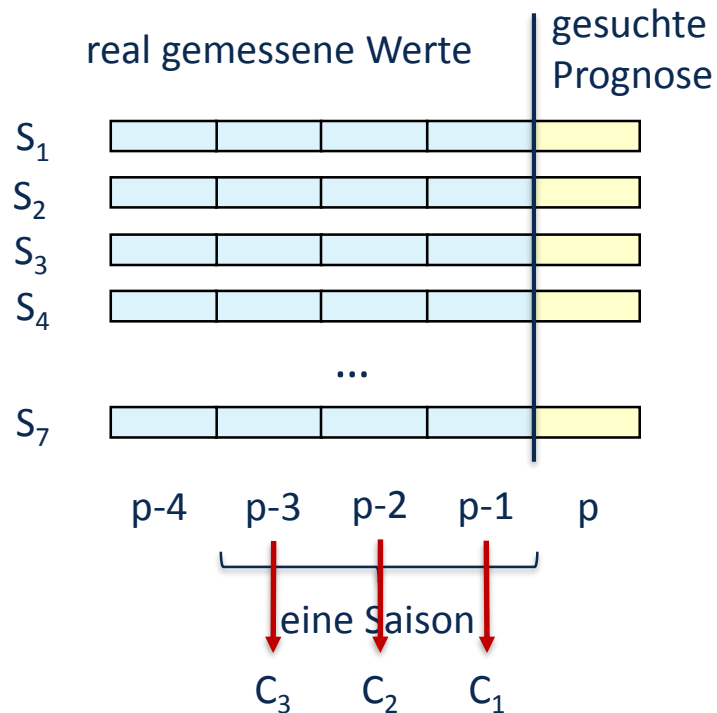 real gemessene Werte
gesuchte
Prognose
S₁
S₂
S₃
S₄
...
S₇
p-4 p-3 p-2 p-1 p
eine Saison
C₃ C₂ C₁